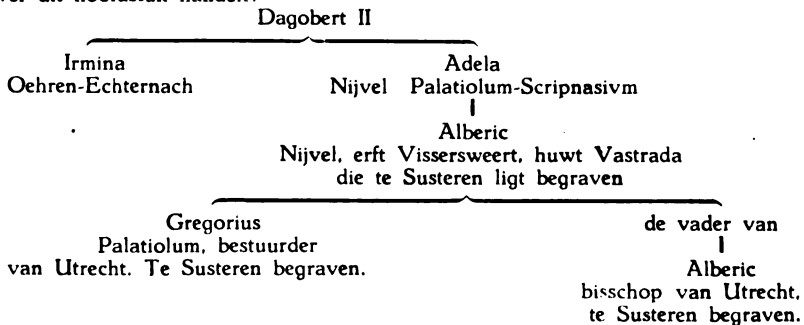 Dagobert II
Irmina
Adela
Oehren-Echternach
Nijvel Palatiolum-Scripnasivm
Alberic
Nijvel, erft Vissersweert, huwt Vastrada
die te Susteren ligt begraven
Gregorius
de vader van
Palatiolum, bestuurder
van Utrecht. Te Susteren begraven.
Alberic
bisschop van Utrecht,
te Susteren begraven.